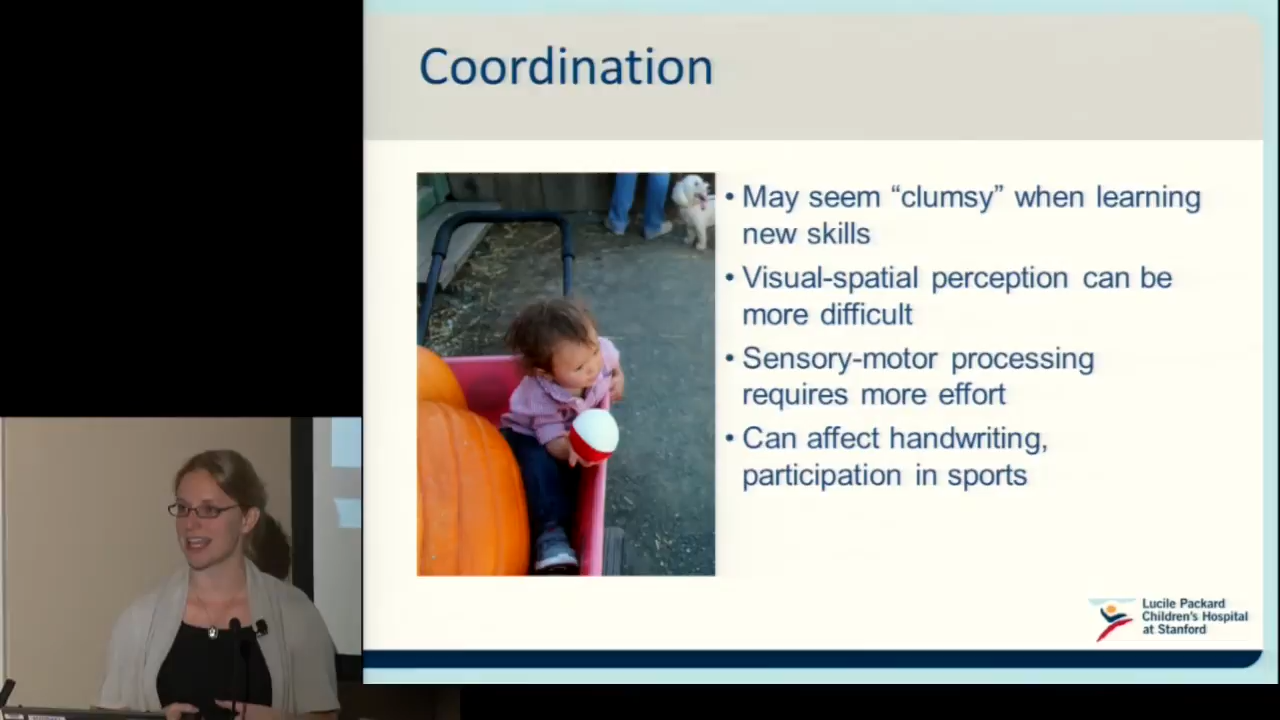 Coordination
• May seem “clumsy” when learning
new skills
• Visual-spatial perception can be
more difficult
• Sensory-motor processing
requires more effort
• Can affect handwriting,
participation in sports
Lucile Packard
Children's Hospital
at Stanford